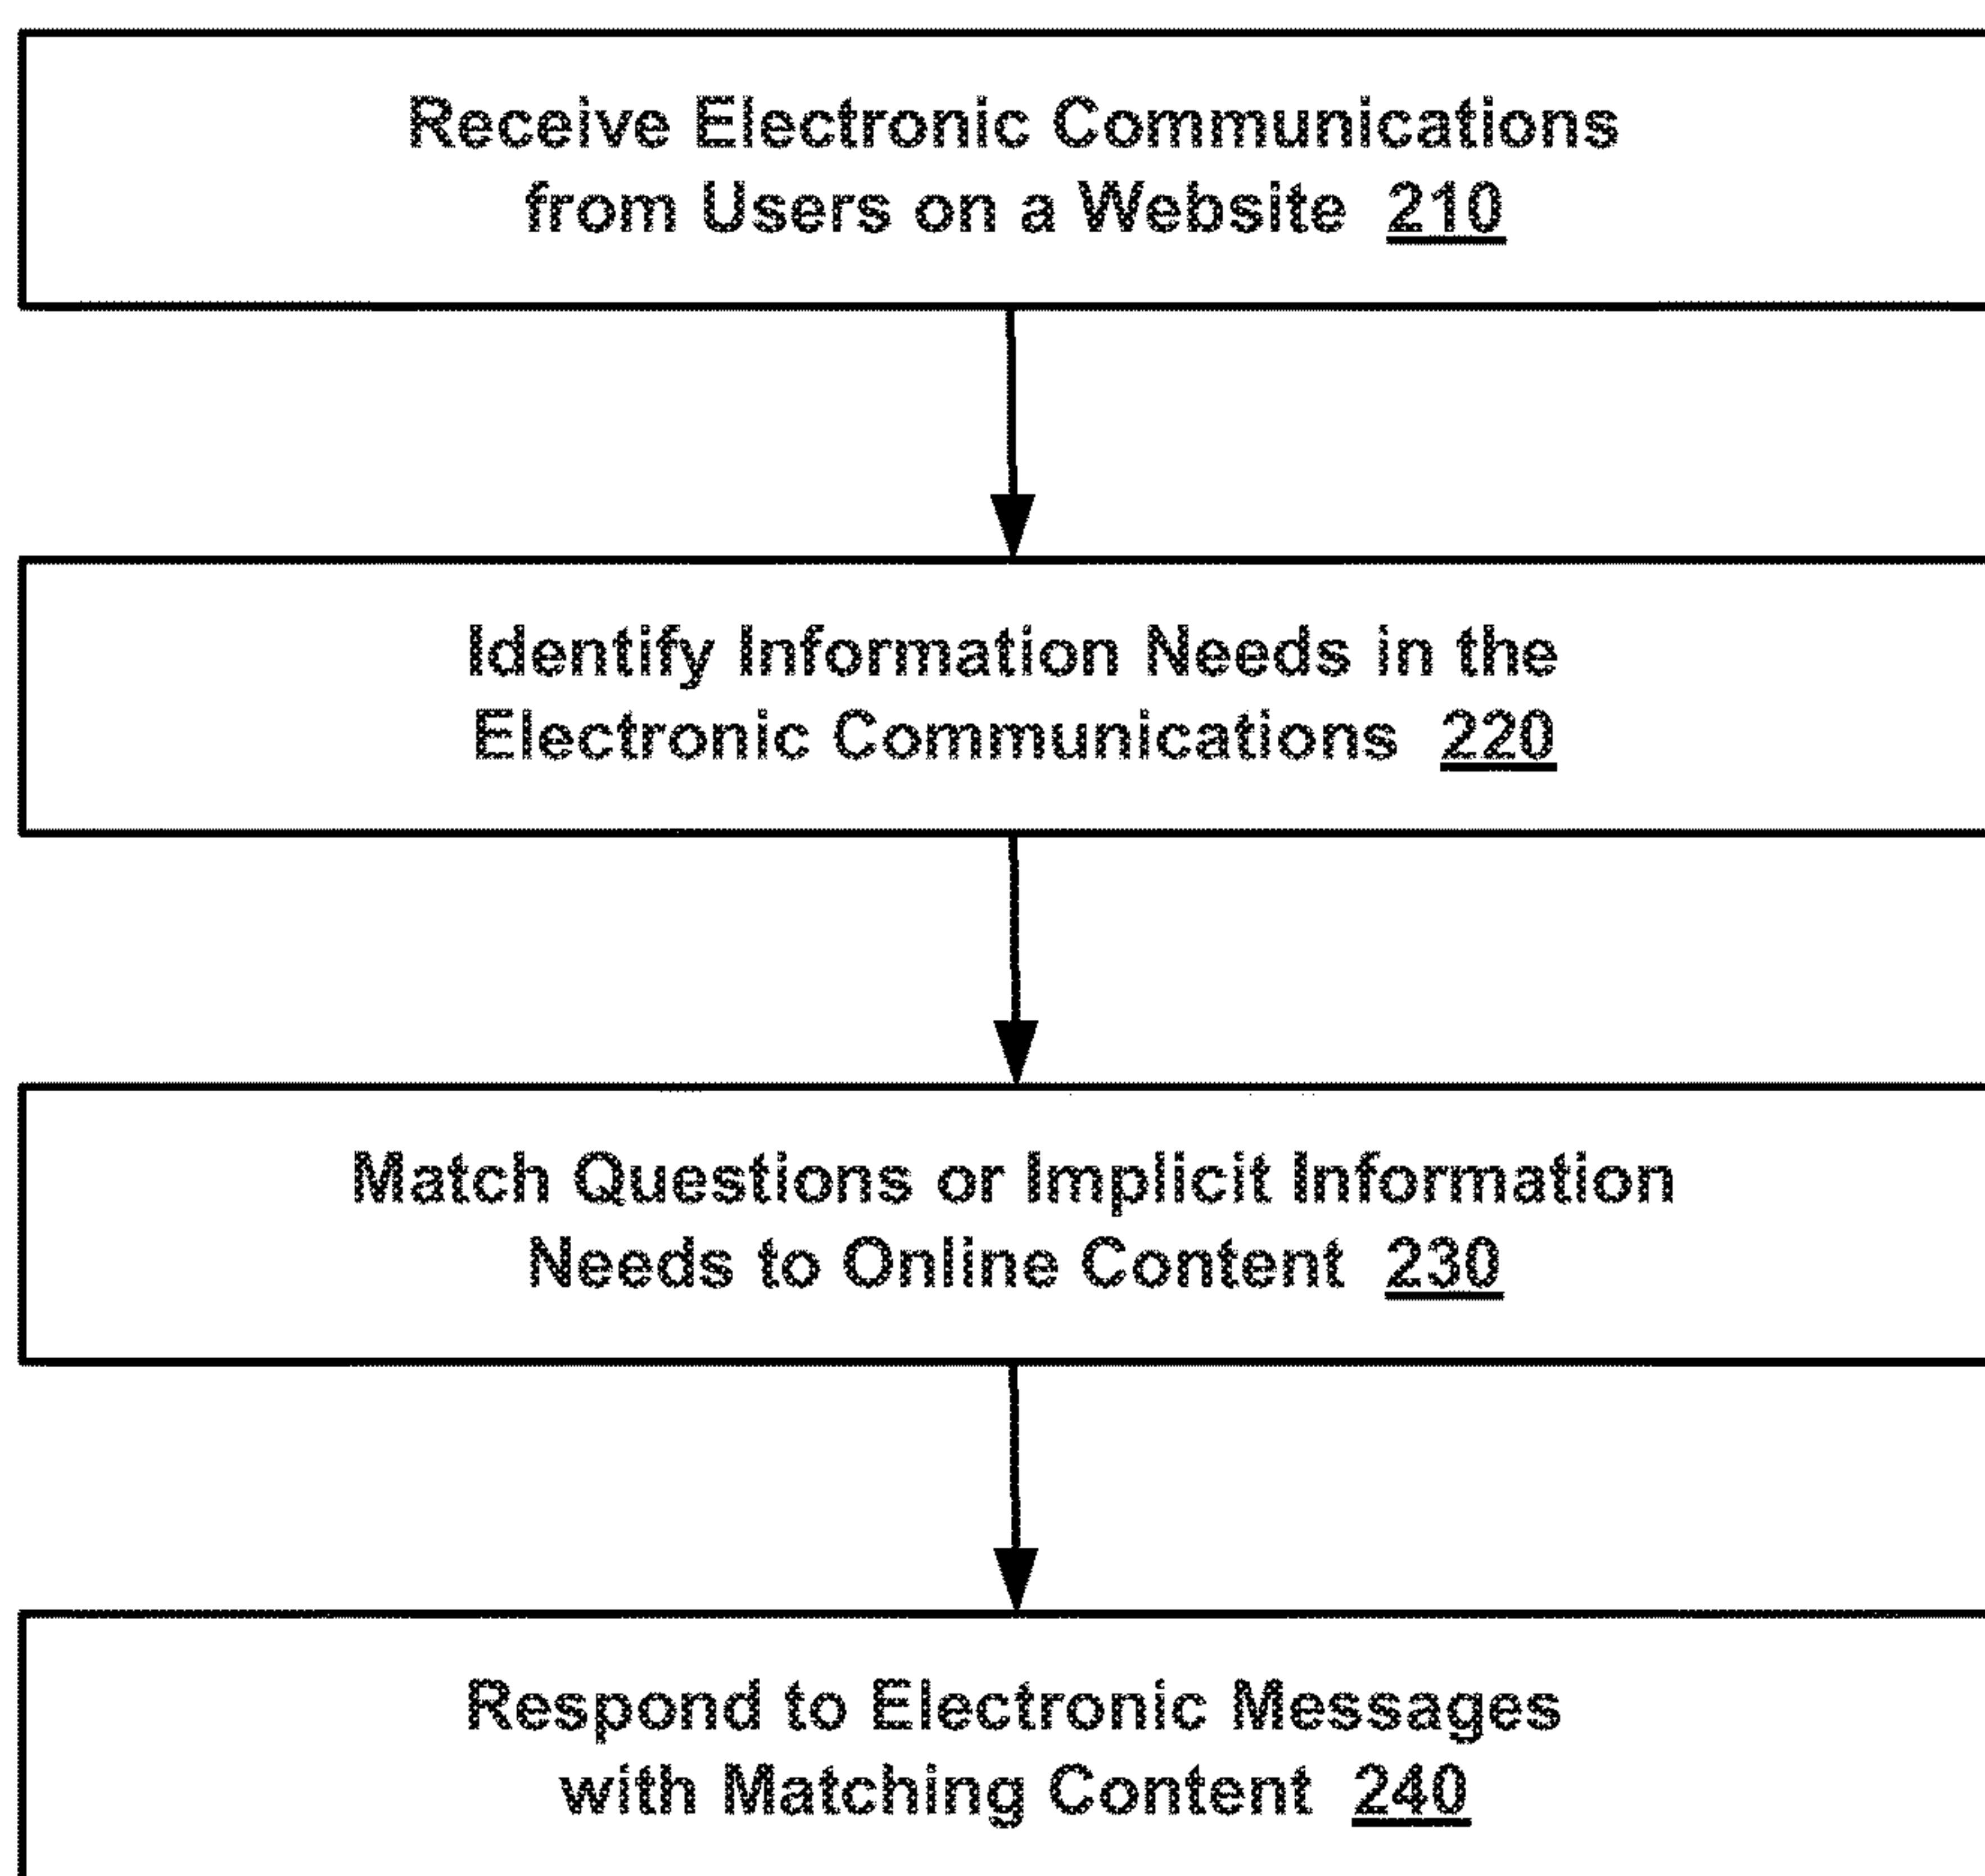 Receive Electronic Communications
from Users on a Website 210
Identify Information Needs in the
Electronic Communications 220
Match Questions or Implicit Information
Needs to Online Content 230
Respond to Electronic Messages
with Matching Content 240